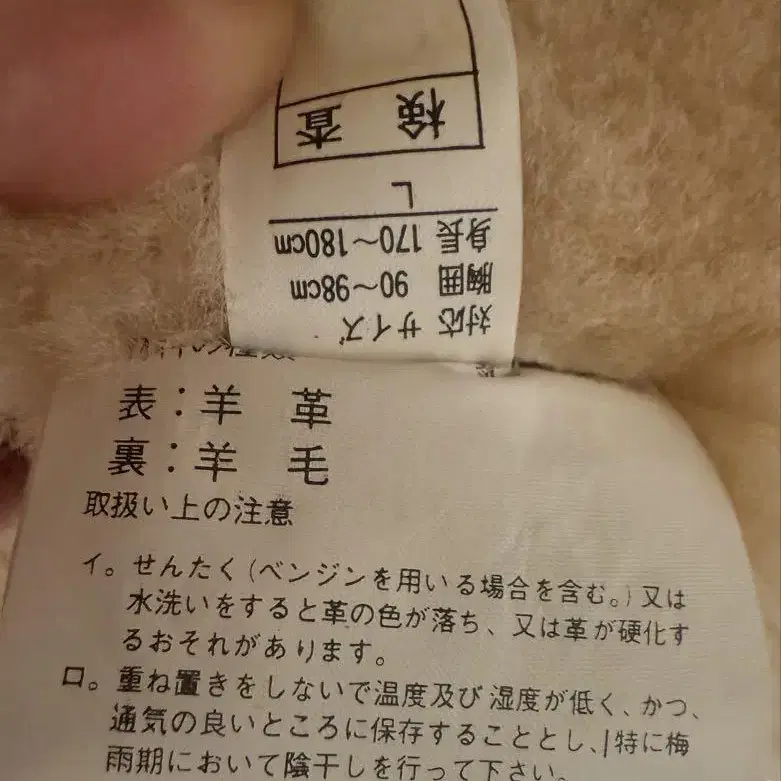 対応サイズ
胸囲 90～98cm
身長 170～180cm
L
検査
表：羊革
裏：羊毛
取扱い上の注意
イ。せんたく（ベンジンを用いる場合を含む。）又は
水洗いをすると革の色が落ち、又は革が硬化す
るおそれがあります。
ロ。重ね置きをしないで温度及び湿度が低く、かつ、
通気の良いところに保存することとし、特に梅
雨期において陰干しを行って下さい。